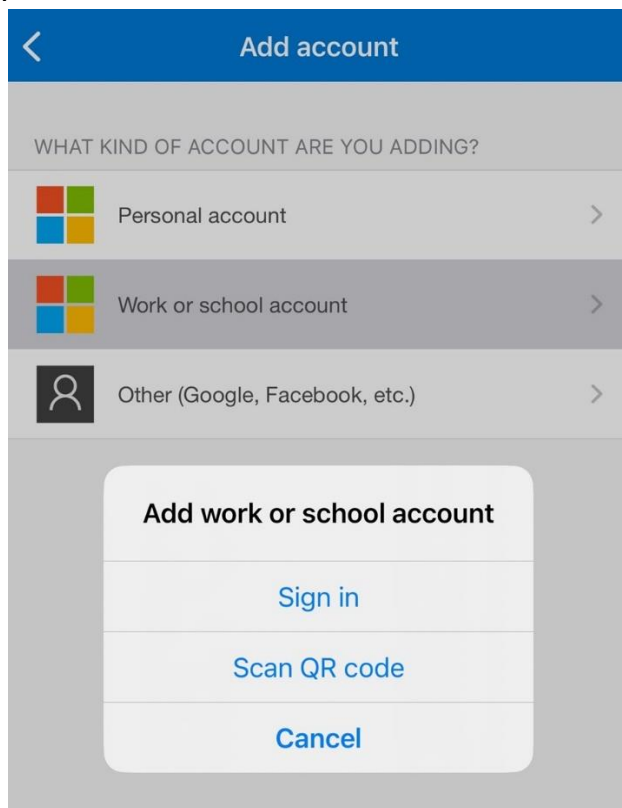 Add account
WHAT KIND OF ACCOUNT ARE YOU ADDING?
Personal account
Work or school account
Other (Google, Facebook, etc.)
Add work or school account
Sign in
Scan QR code
Cancel